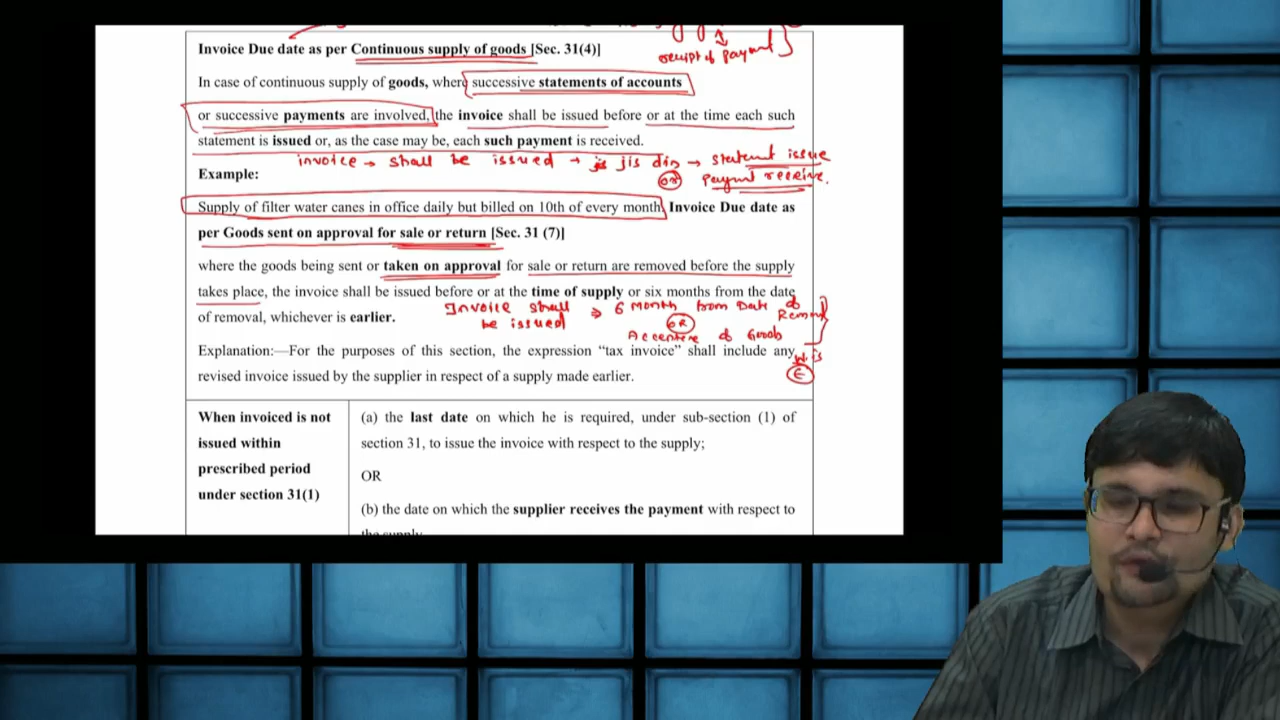 receipt of payment
Invoice Due date as per Continuous supply of goods [Sec. 31(4)]
In case of continuous supply of goods, where successive statements of accounts
or successive payments are involved, the invoice shall be issued before or at the time each such
statement is issued or, as the case may be, each such payment is received.
invoice → shall be issued → jis din → statement issue
OR payment receive.
Example:
Supply of filter water canes in office daily but billed on 10th of every month. Invoice Due date as
per Goods sent on approval for sale or return [Sec. 31 (7)]
where the goods being sent or taken on approval for sale or return are removed before the supply
takes place, the invoice shall be issued before or at the time of supply or six months from the date
of removal, whichever is earlier.
Invoice shall be issued
6 Month from Date of Removal
OR
of Goods
w. is
E
Explanation:—For the purposes of this section, the expression “tax invoice” shall include any
revised invoice issued by the supplier in respect of a supply made earlier.
When invoiced is not
issued within
prescribed period
under section 31(1)
(a) the last date on which he is required, under sub-section (1) of
section 31, to issue the invoice with respect to the supply;
OR
(b) the date on which the supplier receives the payment with respect to
the supply